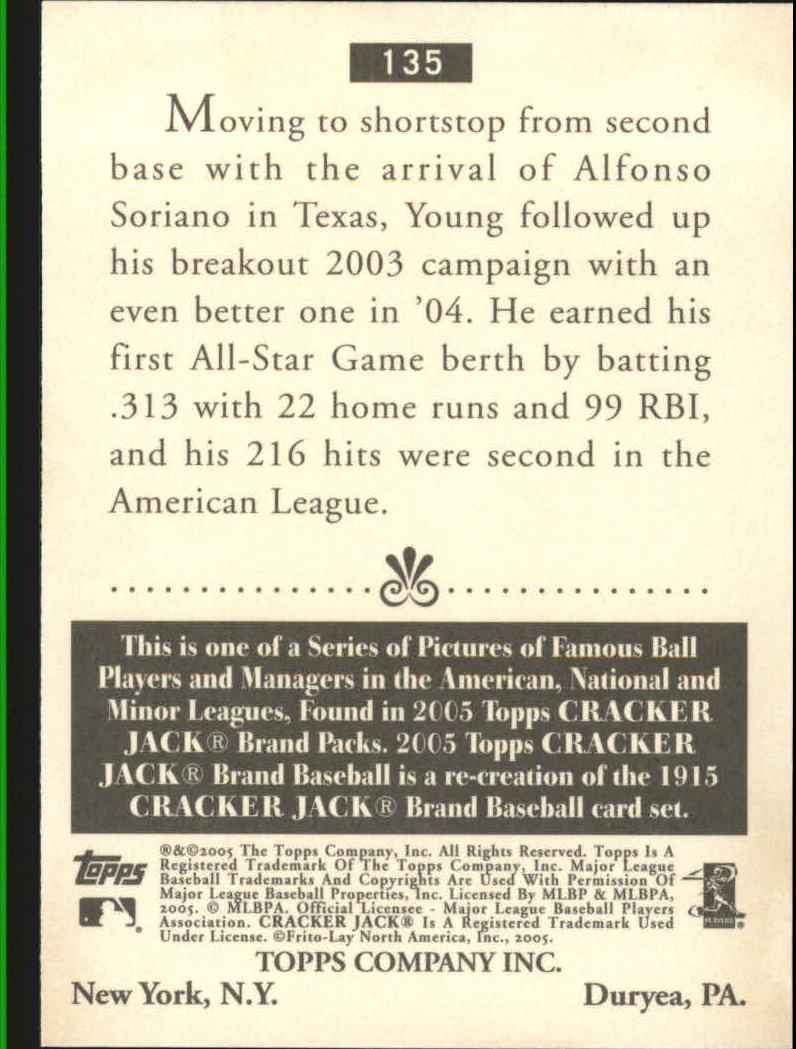 135
Moving to shortstop from second
base with the arrival of Alfonso
Soriano in Texas, Young followed up
his breakout 2003 campaign with an
even better one in '04. He earned his
first All-Star Game berth by batting
.313 with 22 home runs and 99 RBI,
and his 216 hits were second in the
American League.
This is one of a Series of Pictures of Famous Ball
Players and Managers in the American, National and
Minor Leagues, Found in 2005 Topps CRACKER
JACK® Brand Packs. 2005 Topps CRACKER
JACK® Brand Baseball is a re-creation of the 1915
CRACKER JACK® Brand Baseball card set.
topps
®&©2005 The Topps Company, Inc. All Rights Reserved. Topps Is A
Registered Trademark Of The Topps Company, Inc. Major League
Baseball Trademarks And Copyrights Are Used With Permission Of
Major League Baseball Properties, Inc. Licensed By MLBP & MLBPA,
2005. © MLBPA. Official Licensee - Major League Baseball Players
Association. CRACKER JACK® Is A Registered Trademark Used
Under License. ©Frito-Lay North America, Inc., 2005.
PLAYERS
TOPPS COMPANY INC.
New York, N.Y. Duryea, PA.